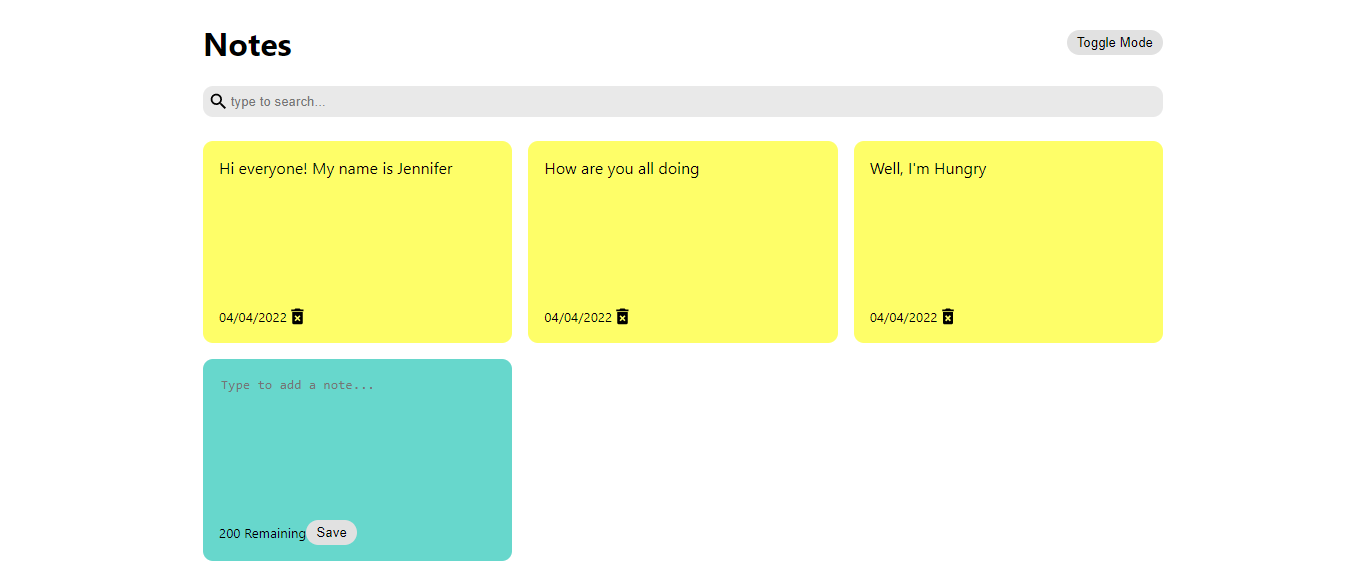 Notes
Toggle Mode
type to search...
Hi everyone! My name is Jennifer
How are you all doing
Well, I'm Hungry
04/04/2022
04/04/2022
04/04/2022
Type to add a note...
200 Remaining
Save